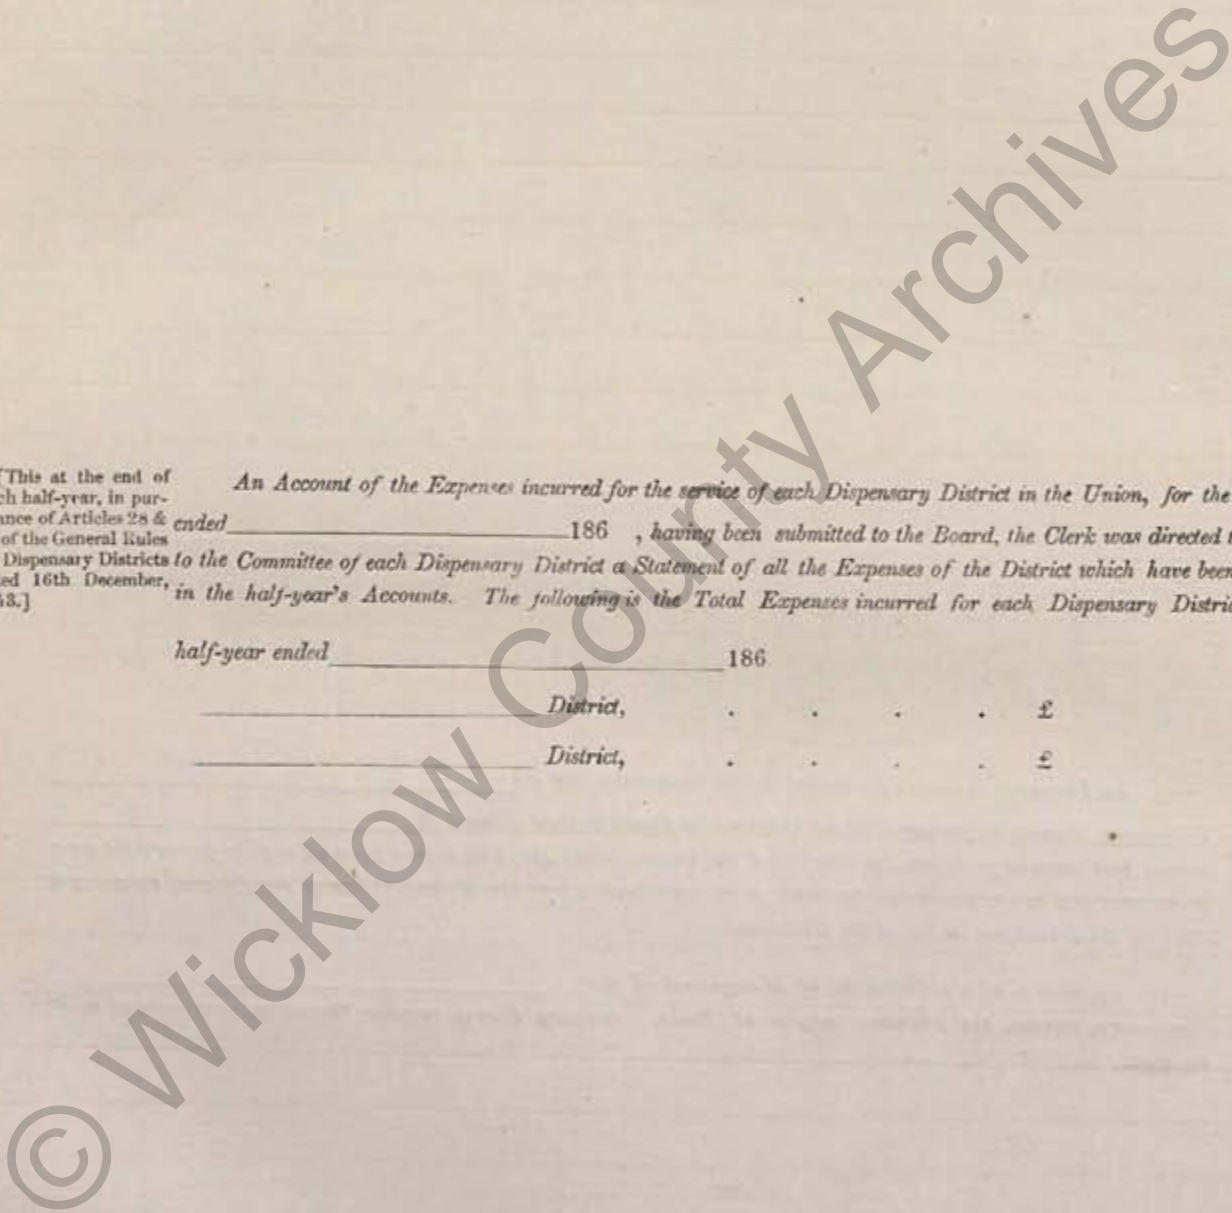 This at the end of
ch half-year, in pur-
ance of Articles 28 &
of the General Rules
Dispensary Districts
ed 16th December,
3.]
An Account of the Expenses incurred for the service of each Dispensary District in the Union, for the
ended 186 , having been submitted to the Board, the Clerk was directed t
to the Committee of each Dispensary District a Statement of all the Expenses of the District which have been
in the half-year's Accounts. The following is the Total Expenses incurred for each Dispensary Distric
half-year ended 186
District, . . . . £
District, . . . . £
© Wicklow County Archives